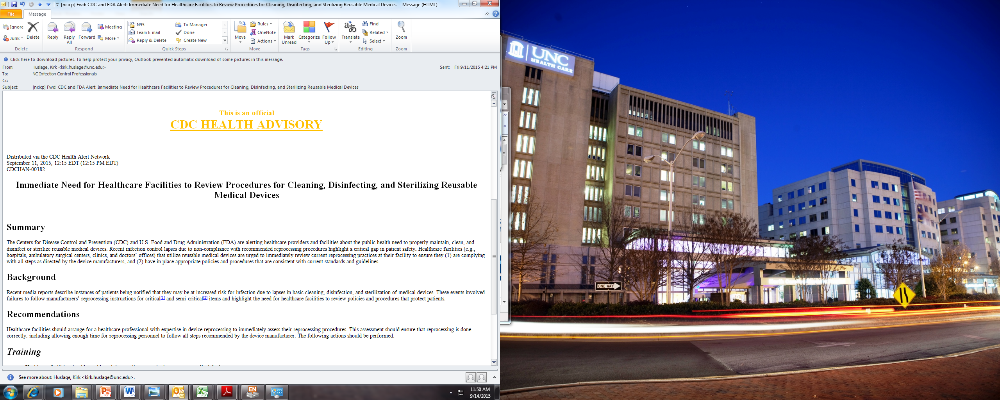 [ncicp] Fwd: CDC and FDA Alert: Immediate Need for Healthcare Facilities to Review Procedures for Cleaning, Disinfecting, and Sterilizing Reusable Medical Devices - Message (HTML)
File
Message
Ignore
Junk
Delete
Delete
Reply
Reply All
Forward
Meeting
More
Respond
N95
Team E-mail
Reply & Delete
To Manager
Done
Create New
Quick Steps
Move
Rules
OneNote
Actions
Move
Mark Unread
Categorize
Follow Up
Tags
Translate
Find
Related
Select
Editing
Zoom
Zoom
Click here to download pictures. To help protect your privacy, Outlook prevented automatic download of some pictures in this message.
From: Huslage, Kirk <kirk.huslage@unc.edu>
Sent: Fri 9/11/2015 4:21 PM
To: NC Infection Control Professionals
Cc:
Subject: [ncicp] Fwd: CDC and FDA Alert: Immediate Need for Healthcare Facilities to Review Procedures for Cleaning, Disinfecting, and Sterilizing Reusable Medical Devices
This is an official
CDC HEALTH ADVISORY
Distributed via the CDC Health Alert Network
September 11, 2015, 12:15 EDT (12:15 PM EDT)
CDCHAN-00382
Immediate Need for Healthcare Facilities to Review Procedures for Cleaning, Disinfecting, and Sterilizing Reusable
Medical Devices
Summary
The Centers for Disease Control and Prevention (CDC) and U.S. Food and Drug Administration (FDA) are alerting healthcare providers and facilities about the public health need to properly maintain, clean, and
disinfect or sterilize reusable medical devices. Recent infection control lapses due to non-compliance with recommended reprocessing procedures highlight a critical gap in patient safety. Healthcare facilities (e.g.,
hospitals, ambulatory surgical centers, clinics, and doctors’ offices) that utilize reusable medical devices are urged to immediately review current reprocessing practices at their facility to ensure they (1) are complying
with all steps as directed by the device manufacturers, and (2) have in place appropriate policies and procedures that are consistent with current standards and guidelines.
Background
Recent media reports describe instances of patients being notified that they may be at increased risk for infection due to lapses in basic cleaning, disinfection, and sterilization of medical devices. These events involved
failures to follow manufacturers’ reprocessing instructions for critical[1] and semi-critical[2] items and highlight the need for healthcare facilities to review policies and procedures that protect patients.
Recommendations
Healthcare facilities should arrange for a healthcare professional with expertise in device reprocessing to immediately assess their reprocessing procedures. This assessment should ensure that reprocessing is done
correctly, including allowing enough time for reprocessing personnel to follow all steps recommended by the device manufacturer. The following actions should be performed:
Training
See more about: Huslage, Kirk <kirk.huslage@unc.edu>.
EN
11:50 AM
9/14/2015
UNC
HEALTH CARE
ONE WAY